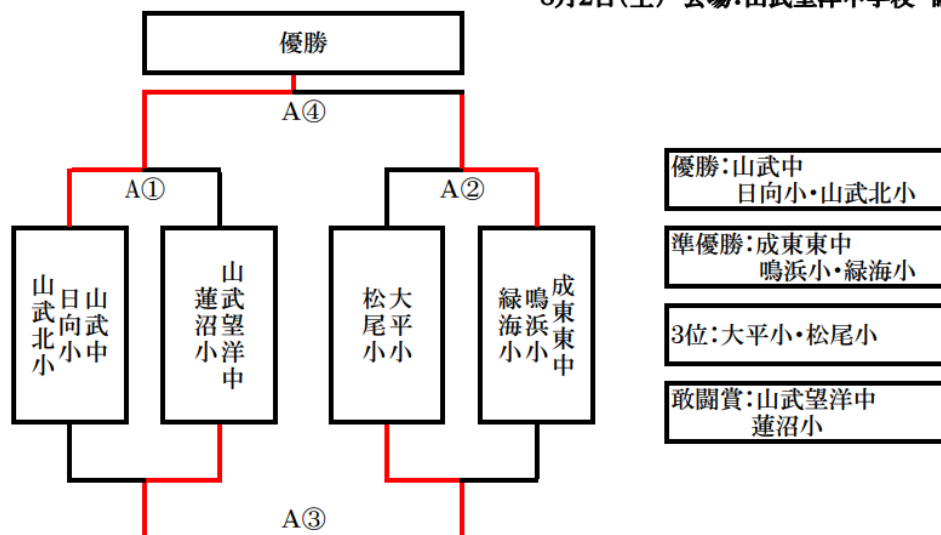 優勝
A④
A①
A②
山武中
日向小
山武北小
山武望洋中
蓮沼小
大平小
松尾小
成東東中
鳴浜小
緑海小
A③
優勝:山武中
日向小・山武北小
準優勝:成東東中
鳴浜小・緑海小
3位:大平小・松尾小
敢闘賞:山武望洋中
蓮沼小